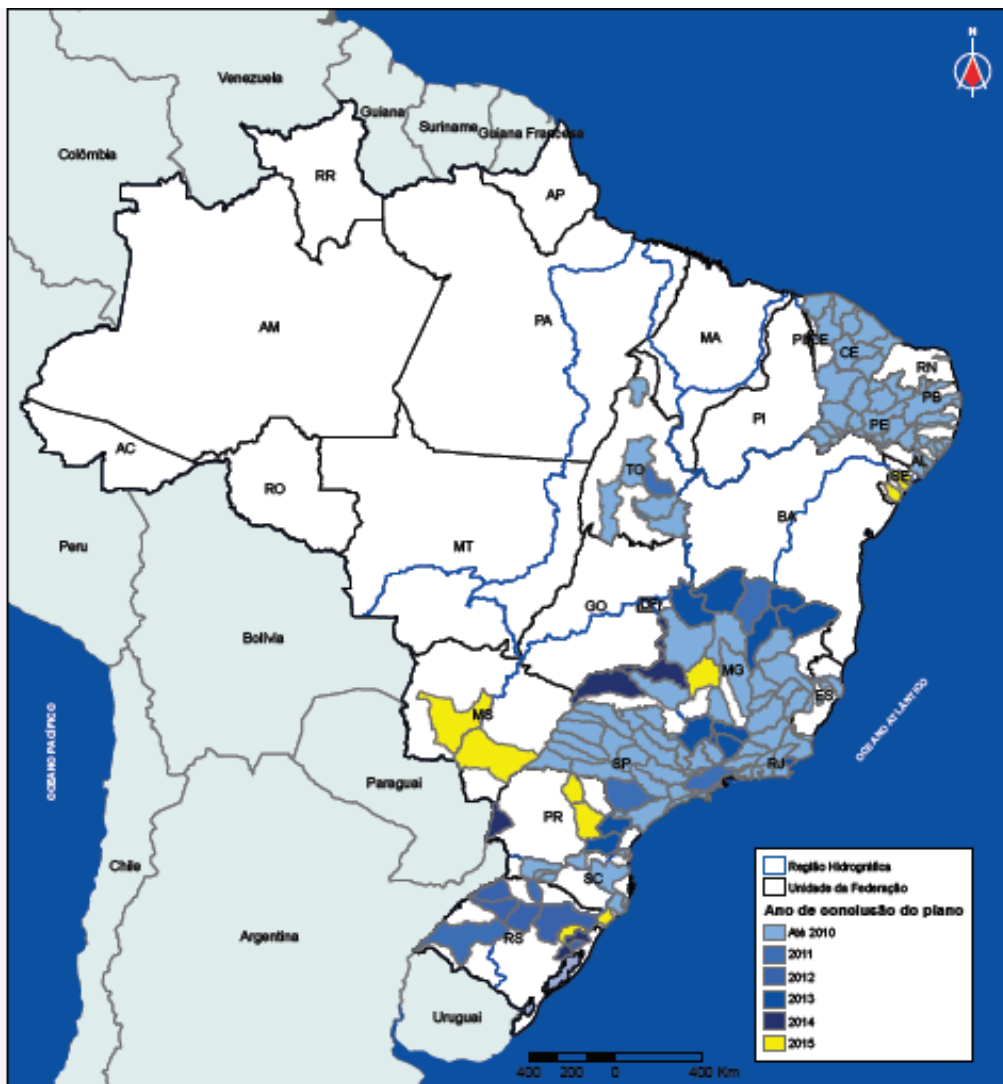 N
Venezuela
Guiana
Suriname
Guiana Francesa
Colômbia
RR
AP
AM
PA
MA
CE
RN
PB
PI
PE
AC
TO
AL
SE
RO
BA
MT
Peru
GO
DF
Bolívia
MG
ES
MS
OCEANO ATLÂNTICO
OCEANO PACÍFICO
SP
RJ
Paraguai
PR
Chile
SC
Argentina
RS
Uruguai
Região Hidrográfica
Unidade da Federação
Ano de conclusão do plano
Até 2010
2011
2012
2013
2014
2015
400 200 0 400 Km